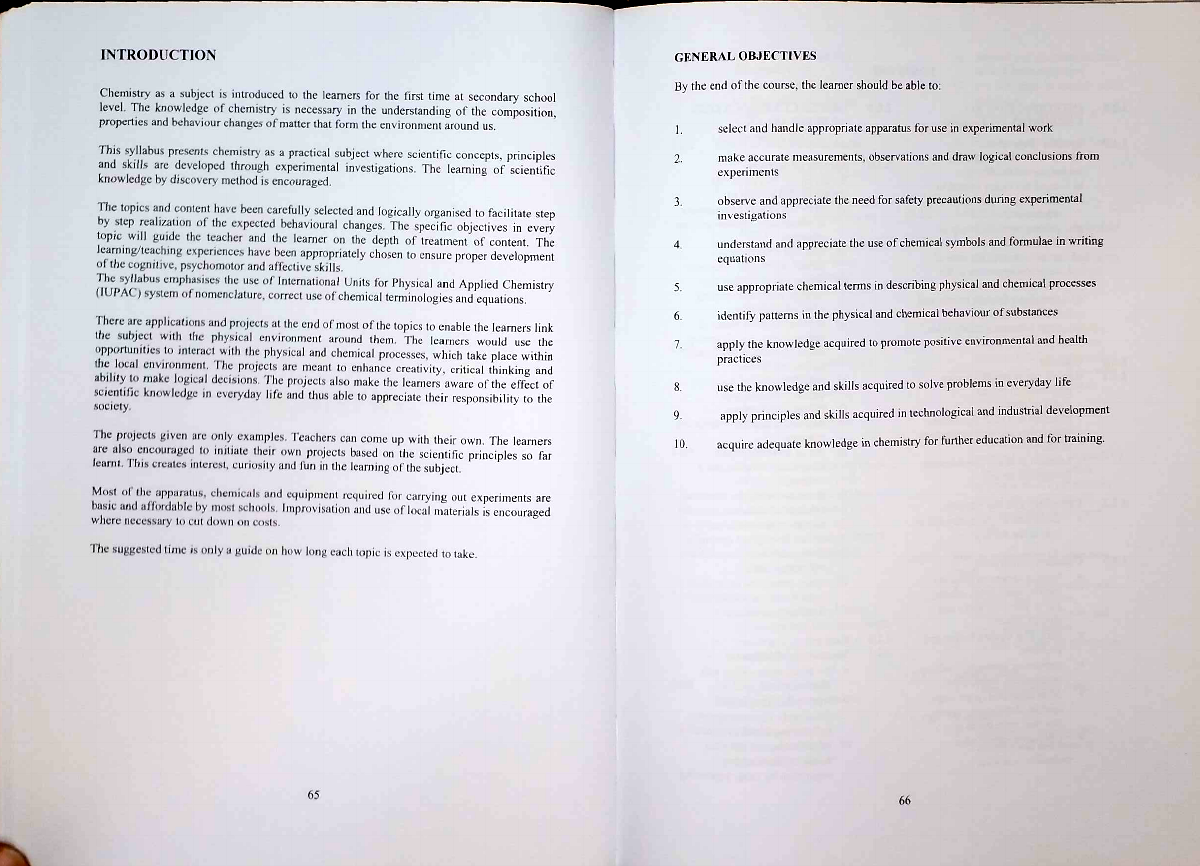 INTRODUCTION
Chemistry as a subject is introduced to the learners for the first time at secondary school
level. The knowledge of chemistry is necessary in the understanding of the composition,
properties and behaviour changes of matter that form the environment around us.
This syllabus presents chemistry as a practical subject where scientific concepts, principles
and skills are developed through experimental investigations. The learning of scientific
knowledge by discovery method is encouraged.
The topics and content have been carefully selected and logically organised to facilitate step
by step realization of the expected behavioural changes. The specific objectives in every
topic will guide the teacher and the learner on the depth of treatment of content. The
learning/teaching experiences have been appropriately chosen to ensure proper development
of the cognitive, psychomotor and affective skills.
The syllabus emphasises the use of International Units for Physical and Applied Chemistry
(IUPAC) system of nomenclature, correct use of chemical terminologies and equations.
There are applications and projects at the end of most of the topics to enable the learners link
the subject with the physical environment around them. The learners would use the
opportunities to interact with the physical and chemical processes, which take place within
the local environment. The projects are meant to enhance creativity, critical thinking and
ability to make logical decisions. The projects also make the learners aware of the effect of
scientific knowledge in everyday life and thus able to appreciate their responsibility to the
society.
The projects given are only examples. Teachers can come up with their own. The learners
are also encouraged to initiate their own projects based on the scientific principles so far
learnt. This creates interest, curiosity and fun in the learning of the subject.
Most of the apparatus, chemicals and equipment required for carrying out experiments are
basic and affordable by most schools. Improvisation and use of local materials is encouraged
where necessary to cut down on costs.
The suggested time is only a guide on how long each topic is expected to take.
65
GENERAL OBJECTIVES
By the end of the course, the learner should be able to:
1. select and handle appropriate apparatus for use in experimental work
2. make accurate measurements, observations and draw logical conclusions from
experiments
3. observe and appreciate the need for safety precautions during experimental
investigations
4. understand and appreciate the use of chemical symbols and formulae in writing
equations
5. use appropriate chemical terms in describing physical and chemical processes
6. identify patterns in the physical and chemical behaviour of substances
7. apply the knowledge acquired to promote positive environmental and health
practices
8. use the knowledge and skills acquired to solve problems in everyday life
9. apply principles and skills acquired in technological and industrial development
10. acquire adequate knowledge in chemistry for further education and for training.
66